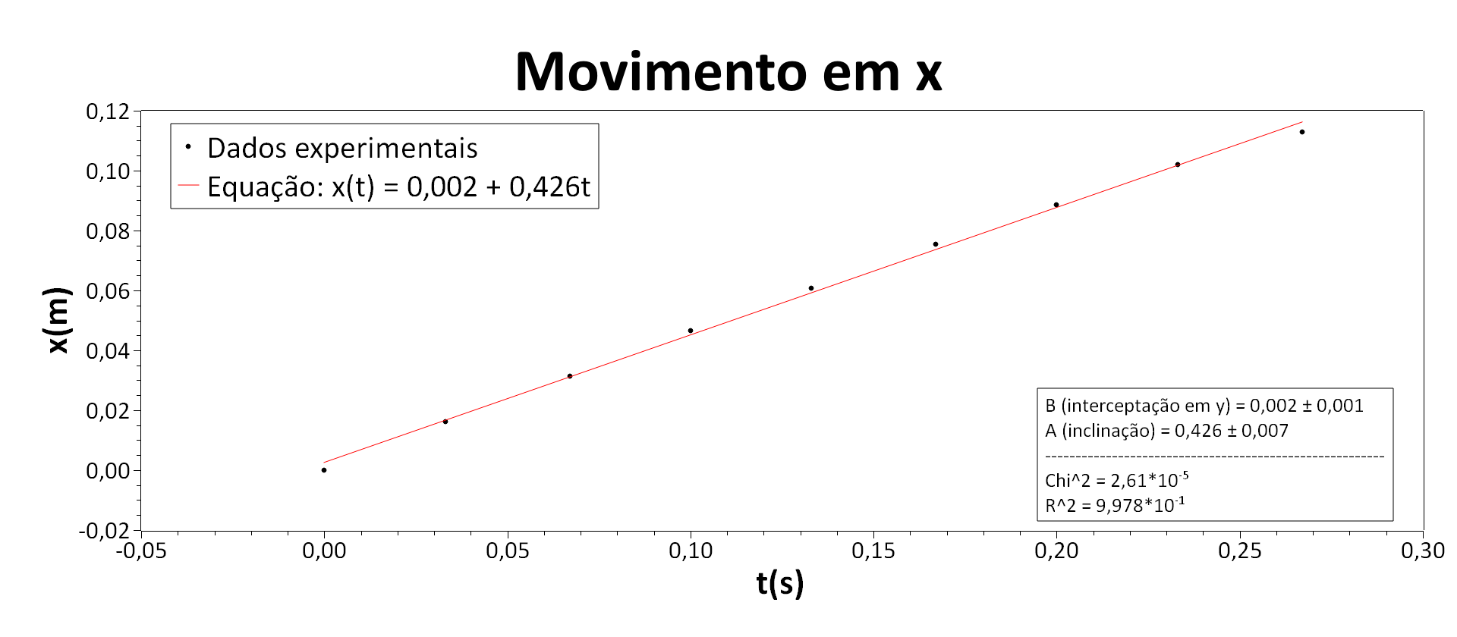 Movimento em x
0,12
0,10
0,08
0,06
0,04
0,02
0,00
-0,02
x(m)
Dados experimentais
Equação: x(t) = 0,002 + 0,426t
B (interceptação em y) = 0,002 ± 0,001
A (inclinação) = 0,426 ± 0,007
--------------------------------------------------------
Chi^2 = 2,61*10⁻⁵
R^2 = 9,978*10⁻¹
-0,05 0,00 0,05 0,10 0,15 0,20 0,25 0,30
t(s)